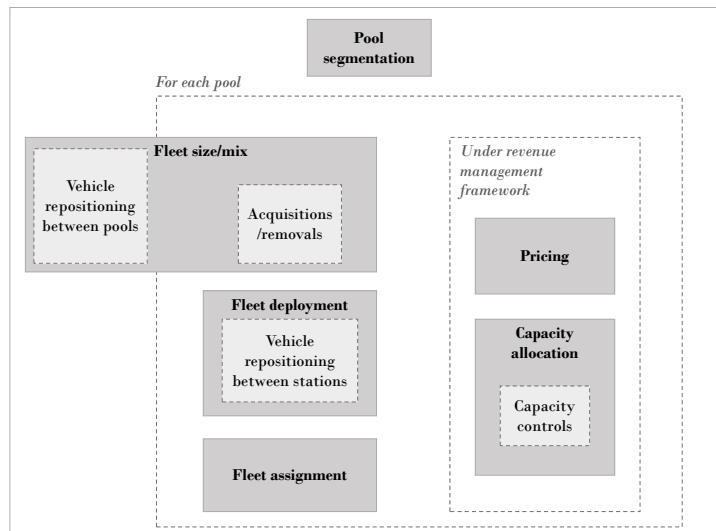 Pool
segmentation
For each pool
Fleet size/mix
Vehicle
repositioning
between pools
Acquisitions
/removals
Fleet deployment
Vehicle
repositioning
between stations
Fleet assignment
Under revenue
management
framework
Pricing
Capacity
allocation
Capacity
controls